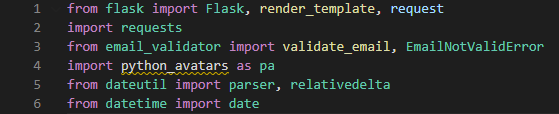 1 from flask import Flask, render_template, request
2 import requests
3 from email_validator import validate_email, EmailNotValidError
4 import python_avatars as pa
5 from dateutil import parser, relativedelta
6 from datetime import date